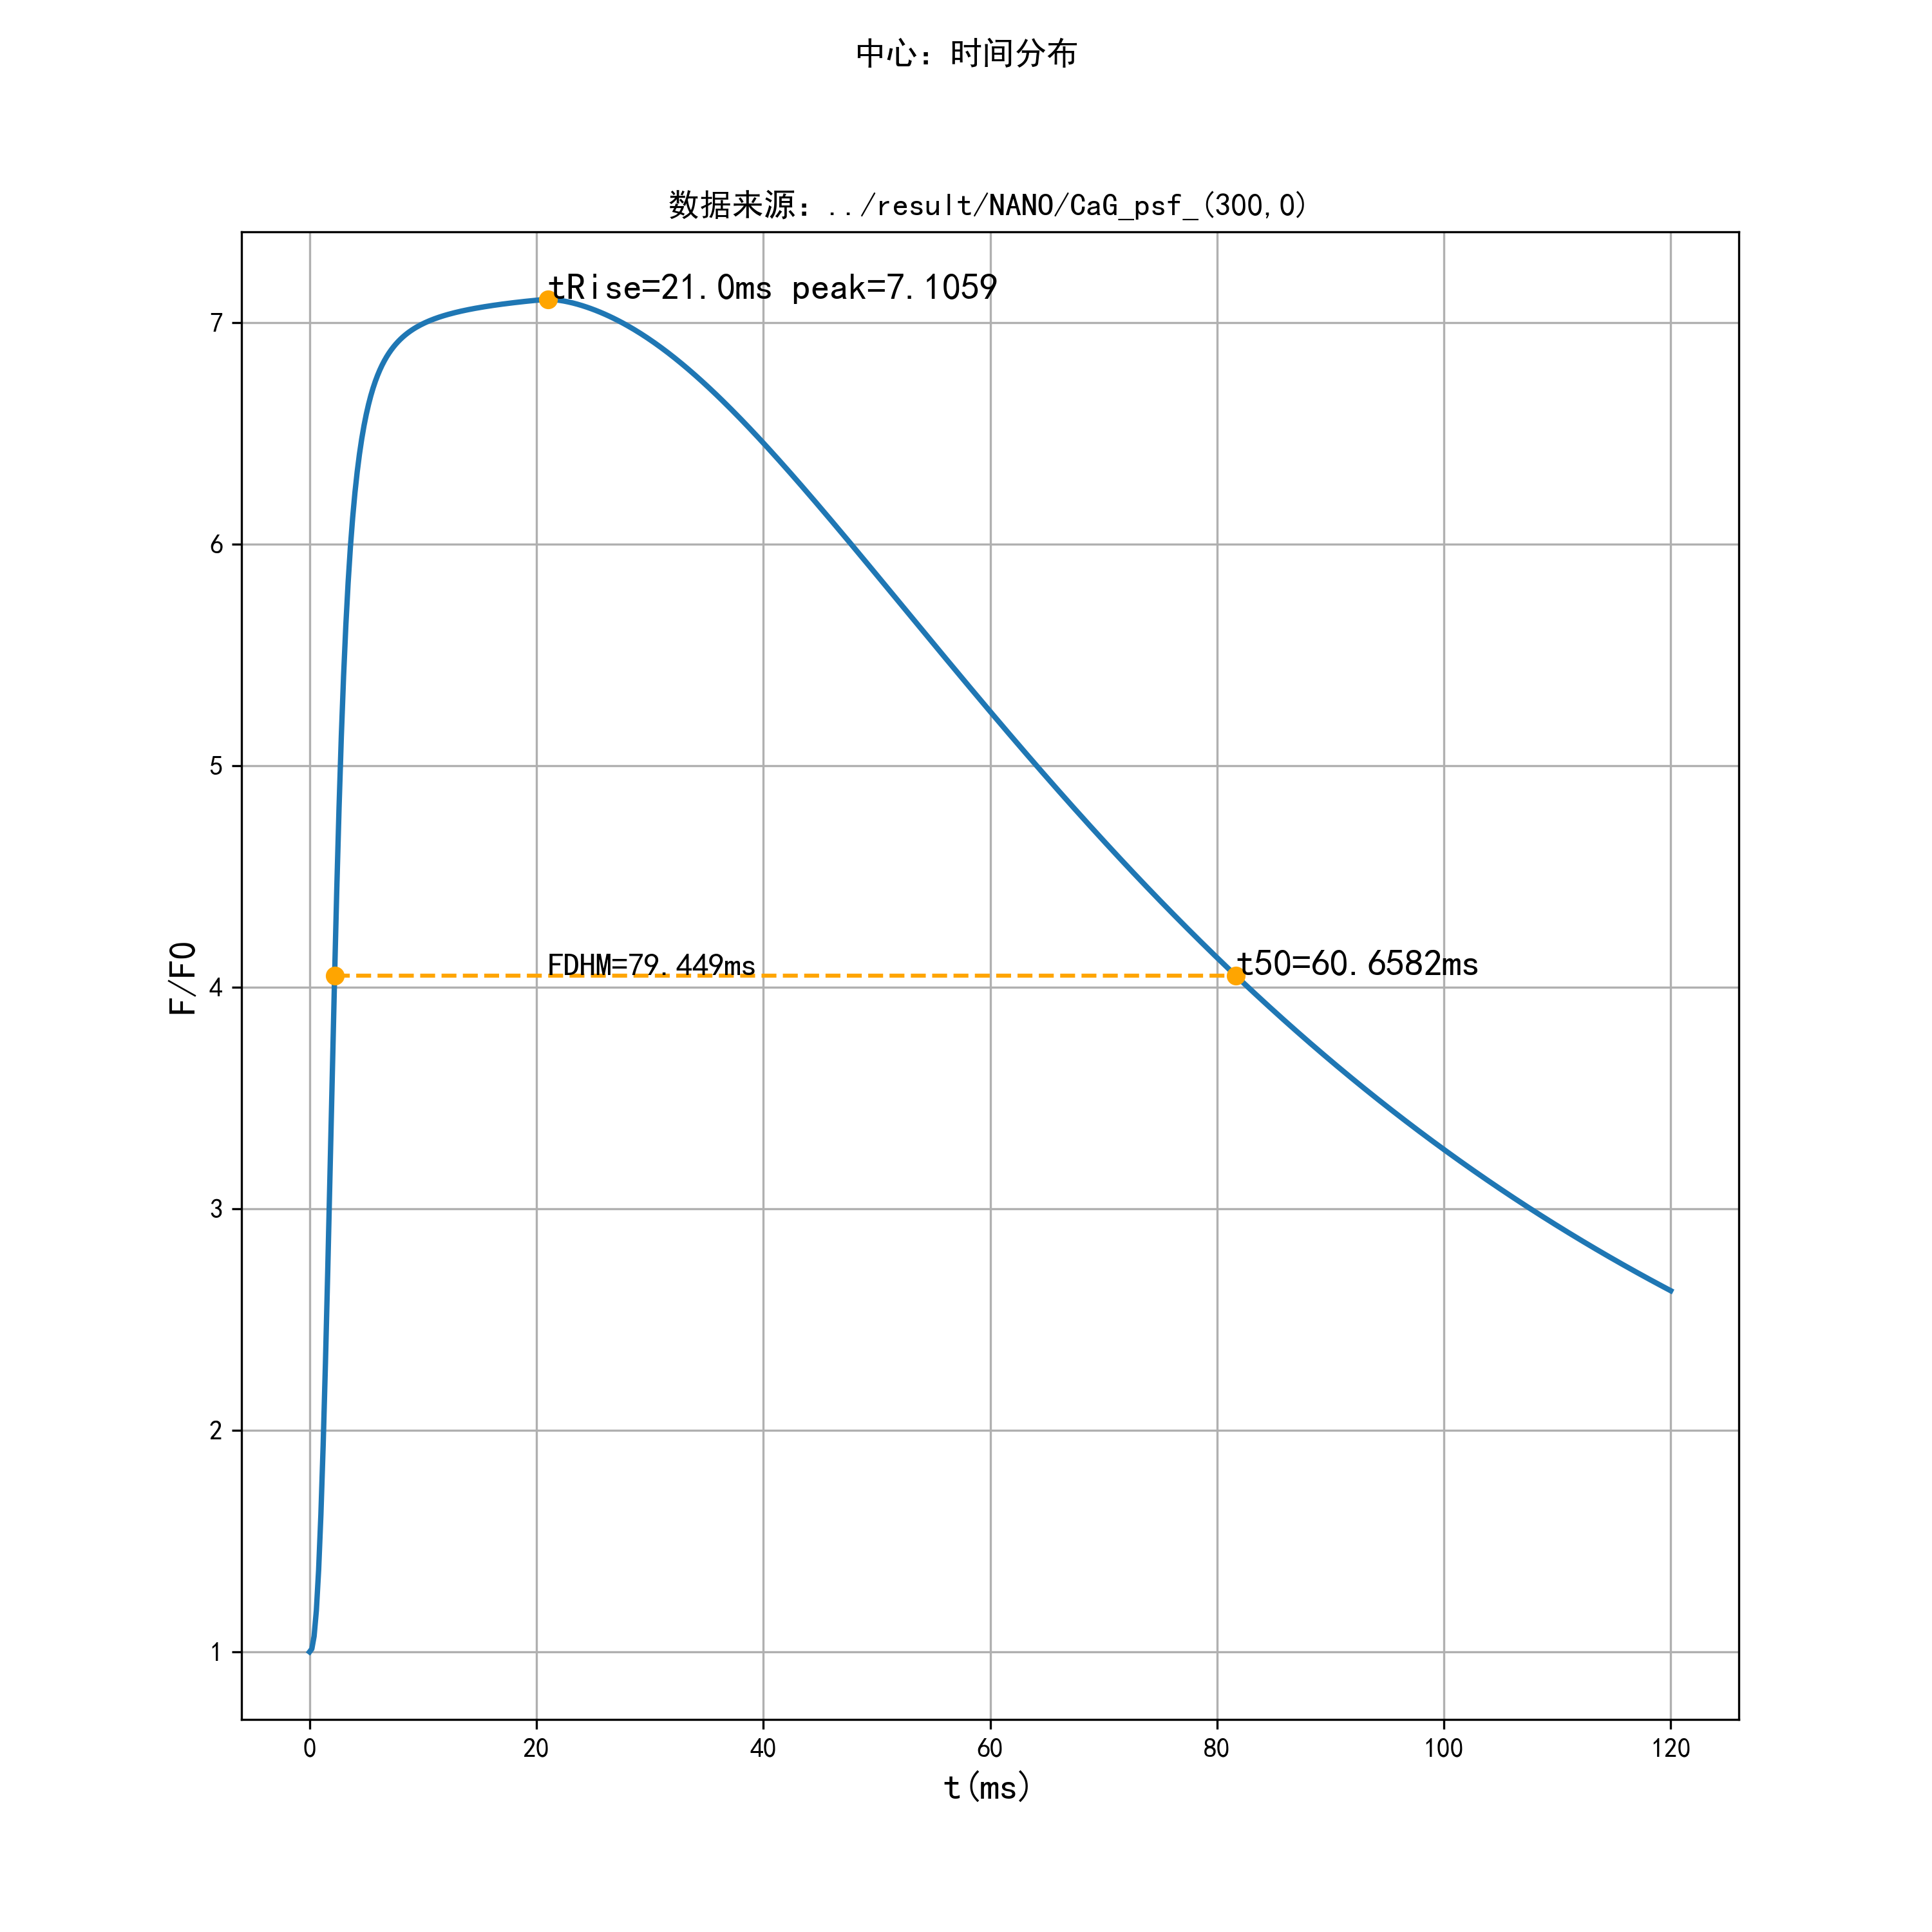 中心：时间分布
数据来源：../result/NANO/CaG_psf_(300,0)
tRise=21.0ms peak=7.1059
7
6
5
FDHM=79.449ms
t50=60.6582ms
4
F/F0
3
2
1
0 20 40 60 80 100 120
t(ms)